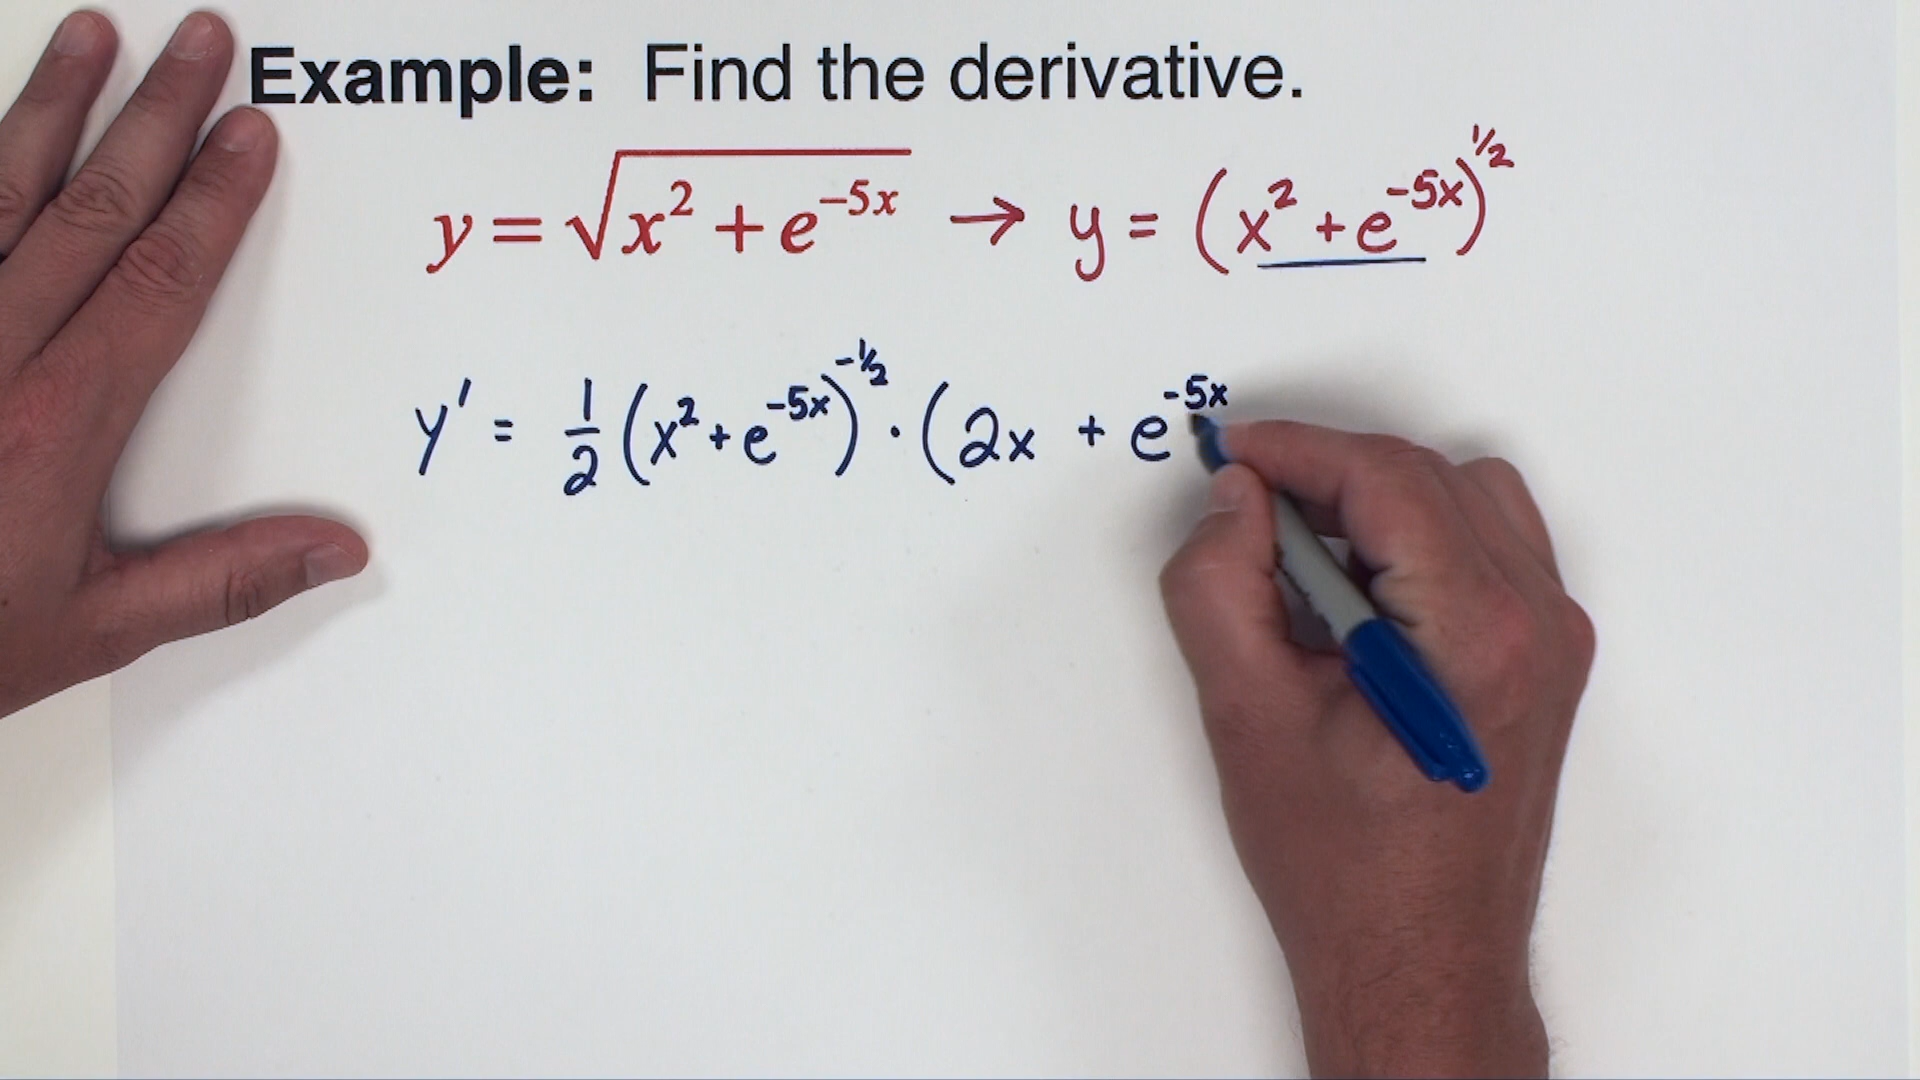 Example: Find the derivative.
y = √x² + e⁻⁵ˣ → y = (x² + e⁻⁵ˣ)^½
y' = 1/2 (x² + e⁻⁵ˣ)^-½ · (2x + e⁻⁵ˣ